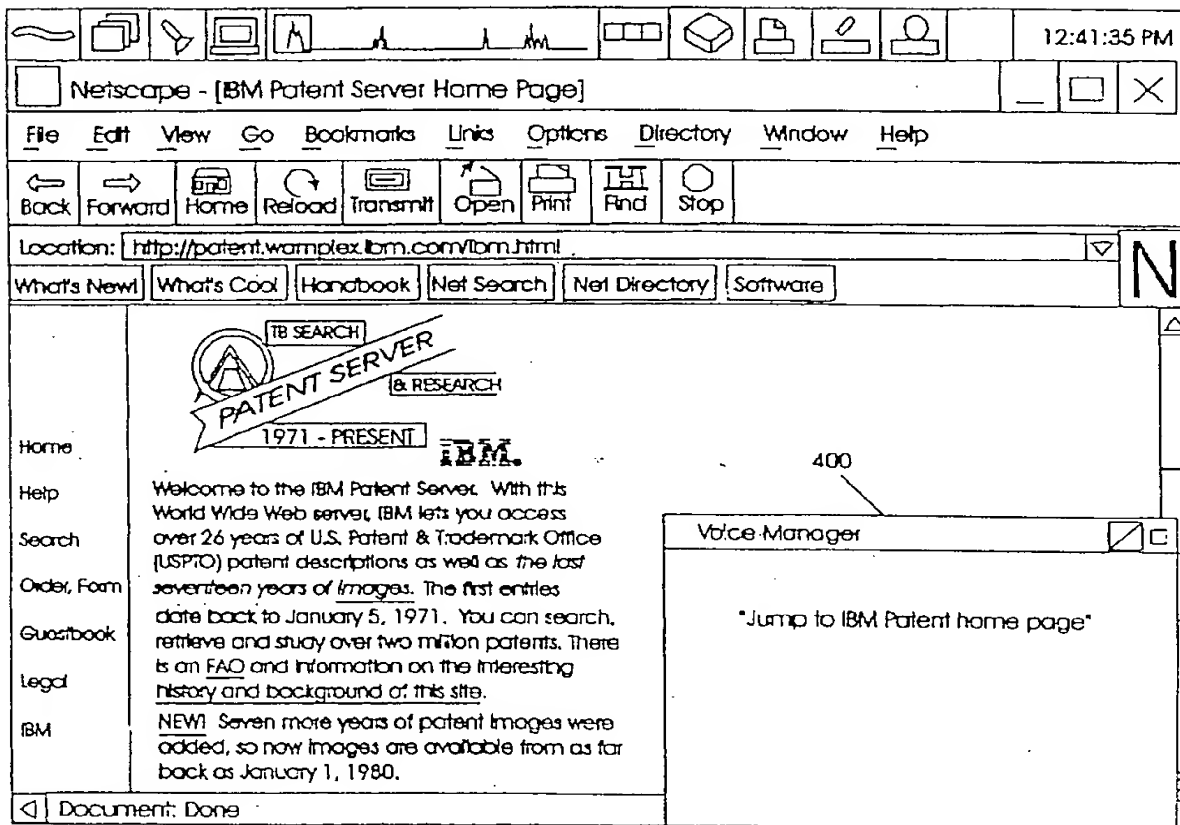 12:41:35 PM
Netscape - [IBM Patent Server Home Page]
File Edit View Go Bookmarks Links Options Directory Window Help
Back Forward Home Reload Transmit Open Print Find Stop
Location: http://patent.wamplex.ibm.com/ibm.html
N
What's New! What's Cool Handbook Net Search Net Directory Software
TB SEARCH
PATENT SERVER
& RESEARCH
1971 - PRESENT
IBM.
Home
Help
Search
Order, Form
Guestbook
Legal
IBM
Welcome to the IBM Patent Server. With this
World Wide Web server, IBM lets you access
over 26 years of U.S. Patent & Trademark Office
(USPTO) patent descriptions as well as the last
seventeen years of images. The first entries
date back to January 5, 1971. You can search,
retrieve and study over two million patents. There
is an FAQ and information on the interesting
history and background of this site.
NEW! Seven more years of patent images were
added, so now images are available from as far
back as January 1, 1980.
400
Voice Manager
"Jump to IBM Patent home page"
Document: Done